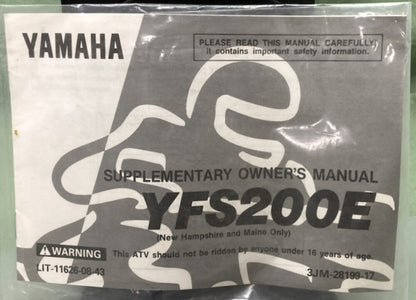 YAMAHA
PLEASE READ THIS MANUAL CAREFULLY!
It contains important safety information.
SUPPLEMENTARY OWNER'S MANUAL
YFS200E
(New Hampshire and Maine Only)
WARNING This ATV should not be ridden by anyone under 16 years of age.
LIT-11626-08-43
3JM-28199-17